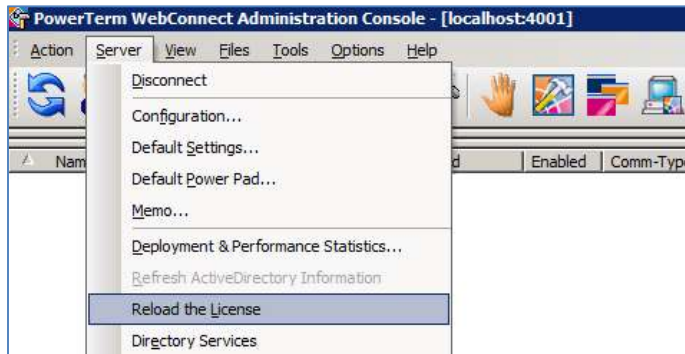 PowerTerm WebConnect Administration Console - [localhost:4001]
Action Server View Files Tools Options Help
Disconnect
Configuration...
Default Settings...
Default Power Pad...
Memo...
Deployment & Performance Statistics...
Refresh ActiveDirectory Information
Reload the License
Directory Services
Nam d Enabled Comm-Typ